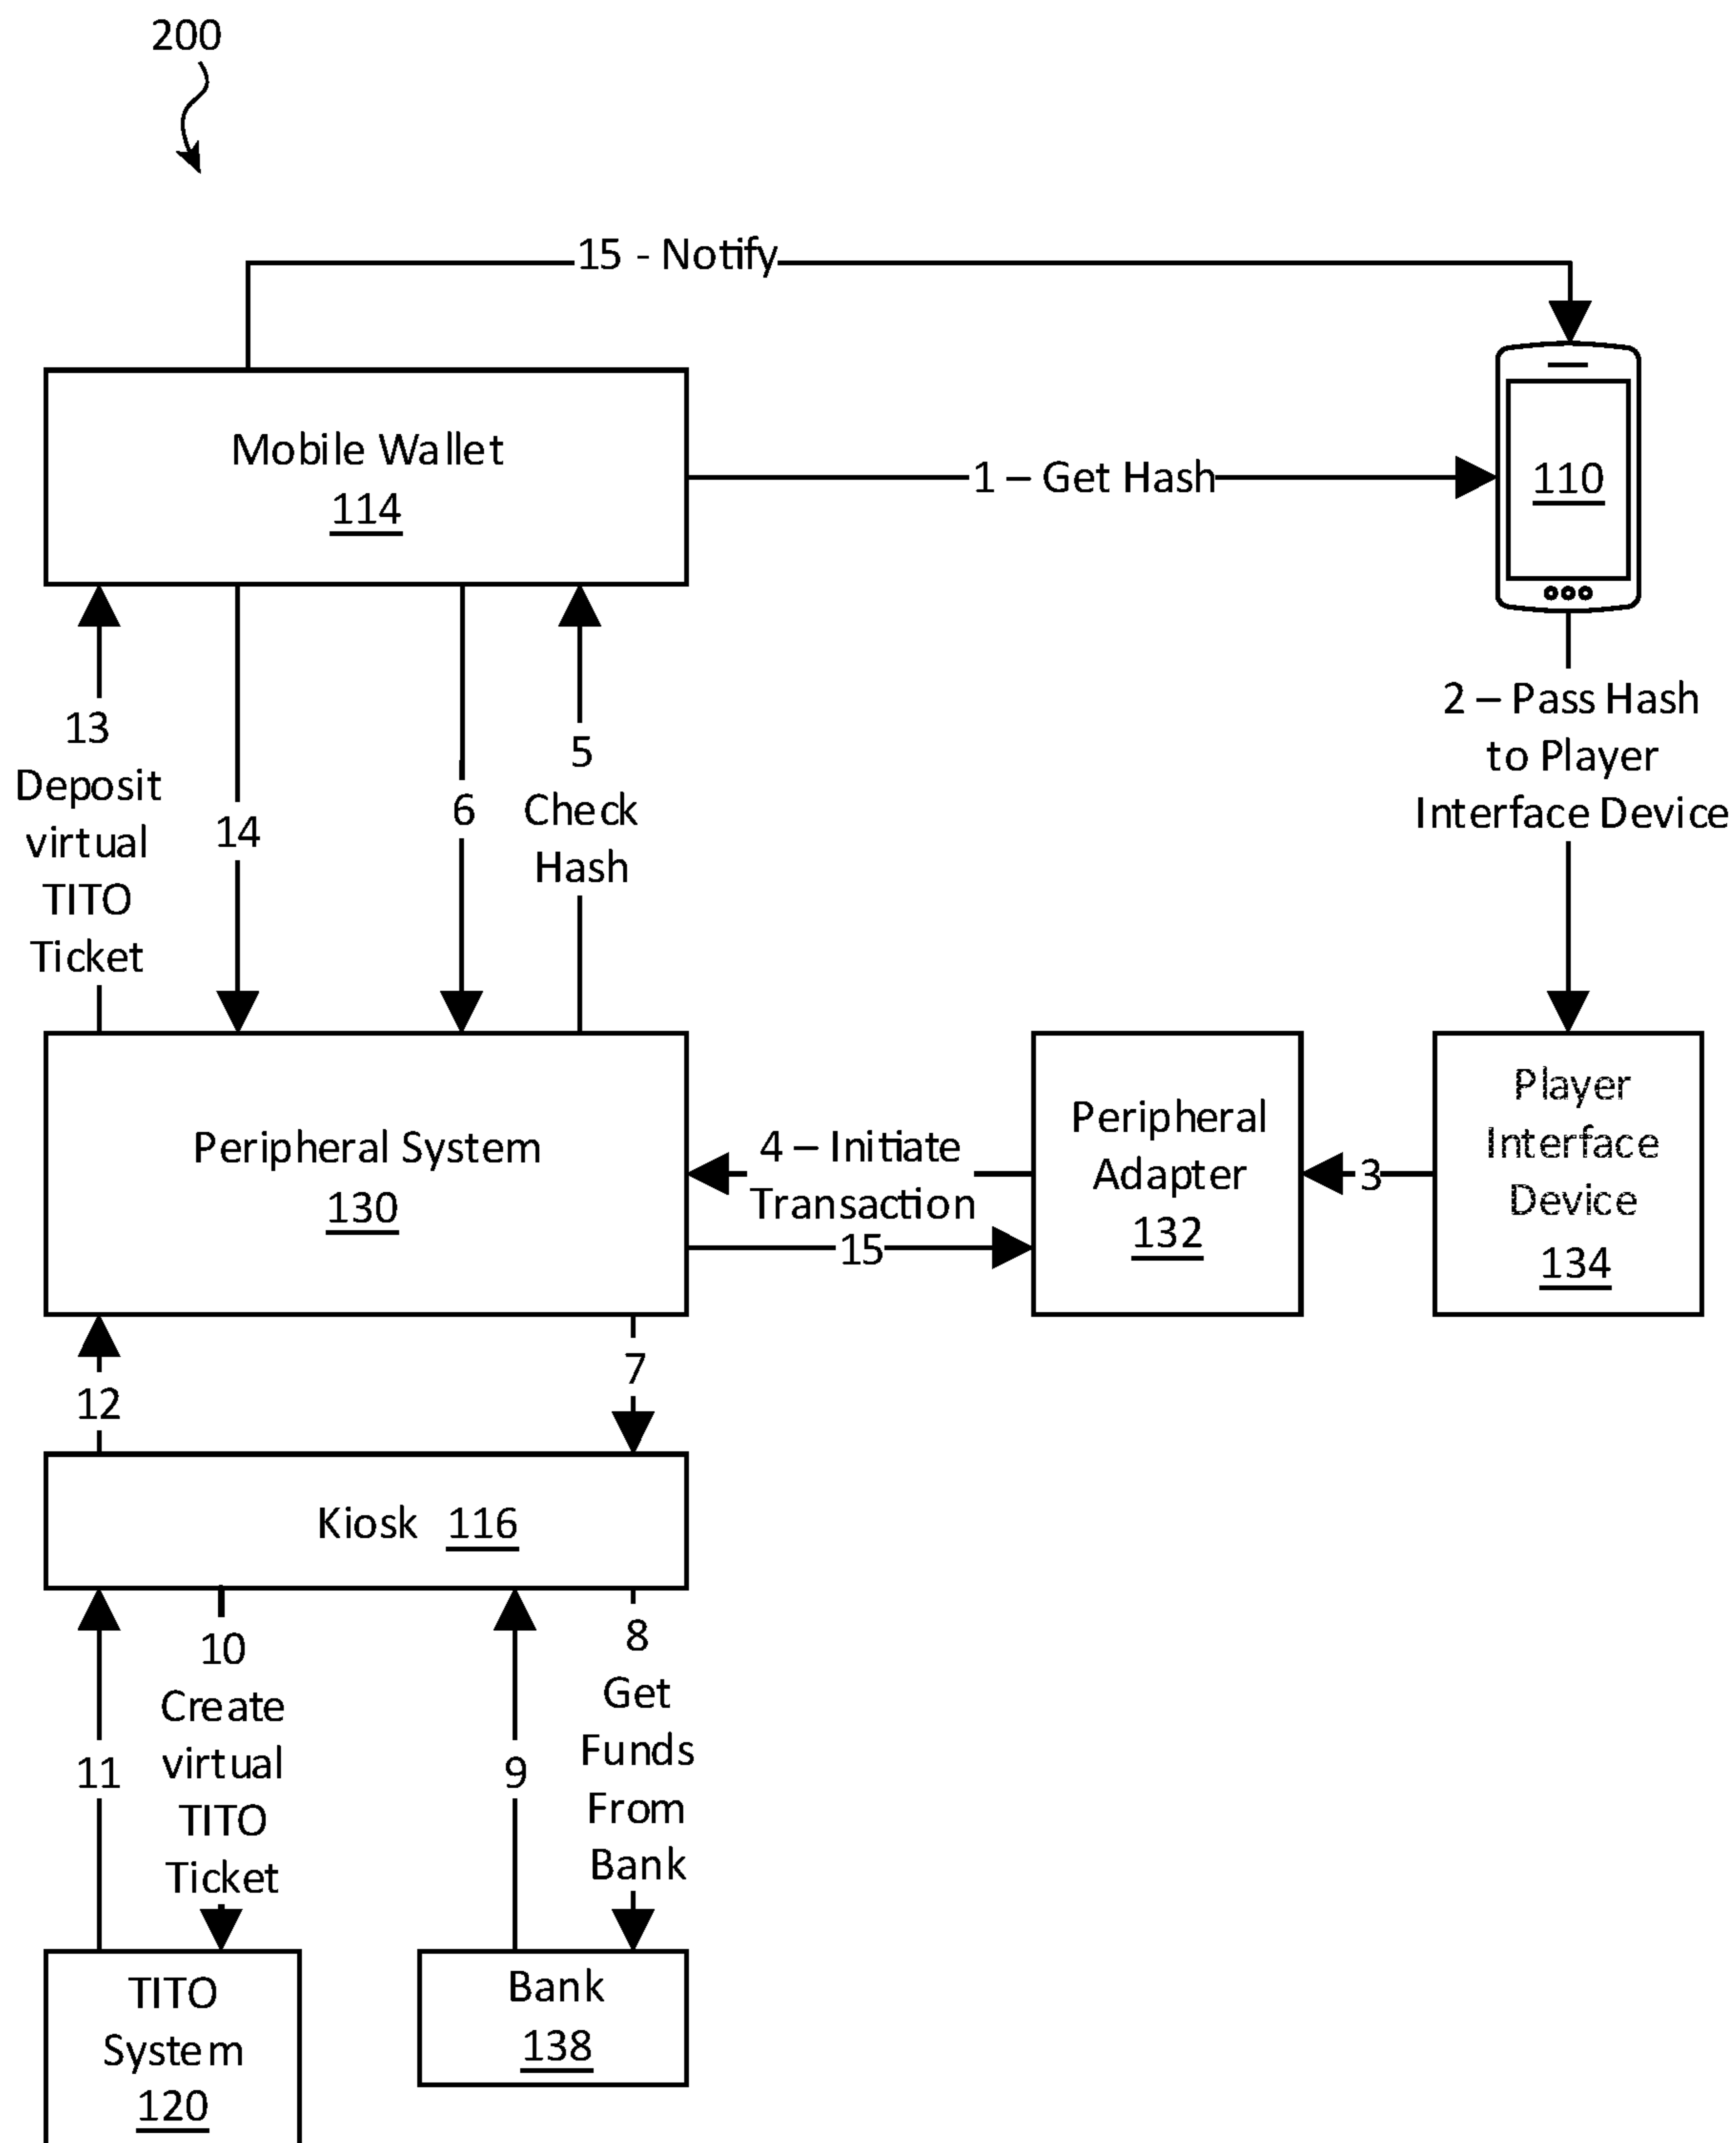 200
15 - Notify
Mobile Wallet
114
1 – Get Hash
110
2 – Pass Hash
to Player
Interface Device
13
Deposit
virtual
TITO
Ticket
14
6
5
Check
Hash
Peripheral System
130
4 – Initiate
Transaction
15
Peripheral
Adapter
132
3
Player
Interface
Device
134
12
7
Kiosk 116
11
10
Create
virtual
TITO
Ticket
9
8
Get
Funds
From
Bank
TITO
System
120
Bank
138